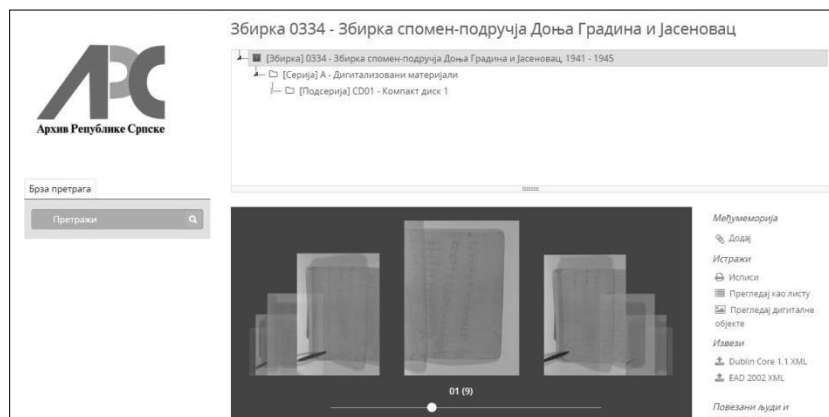 Збирка 0334 - Збирка спомен-подручја Доња Градина и Јасеновац
[Збирка] 0334 - Збирка спомен-подручја Доња Градина и Јасеновац, 1941 - 1945
[Серија] А - Дигитализовани материјали
[Подсерија] CD01 - Компакт диск 1
АРС
Архив Републике Српске
Брза претрага
Претражи
01 (9)
Међумеморија
Додај
Истражи
Исписи
Прегледај као листу
Прегледај дигиталне
објекте
Извези
Dublin Core 1.1 XML
EAD 2002 XML
Повезани људи и